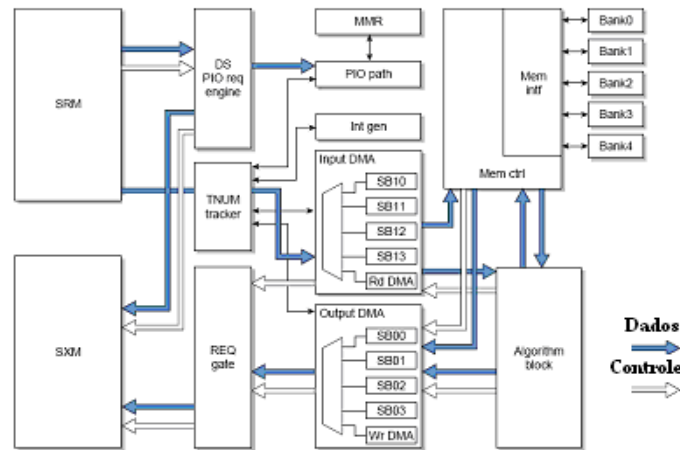 SRM
DS
PIO req
engine
MMR
PIO path
Int gen
TNUM
tracker
Input DMA
SB10
SB11
SB12
SB13
Rd DMA
Mem
intf
Mem ctrl
Bank0
Bank1
Bank2
Bank3
Bank4
SXM
REQ
gate
Output DMA
SB00
SB01
SB02
SB03
Wr DMA
Algorithm
block
Dados
Controle